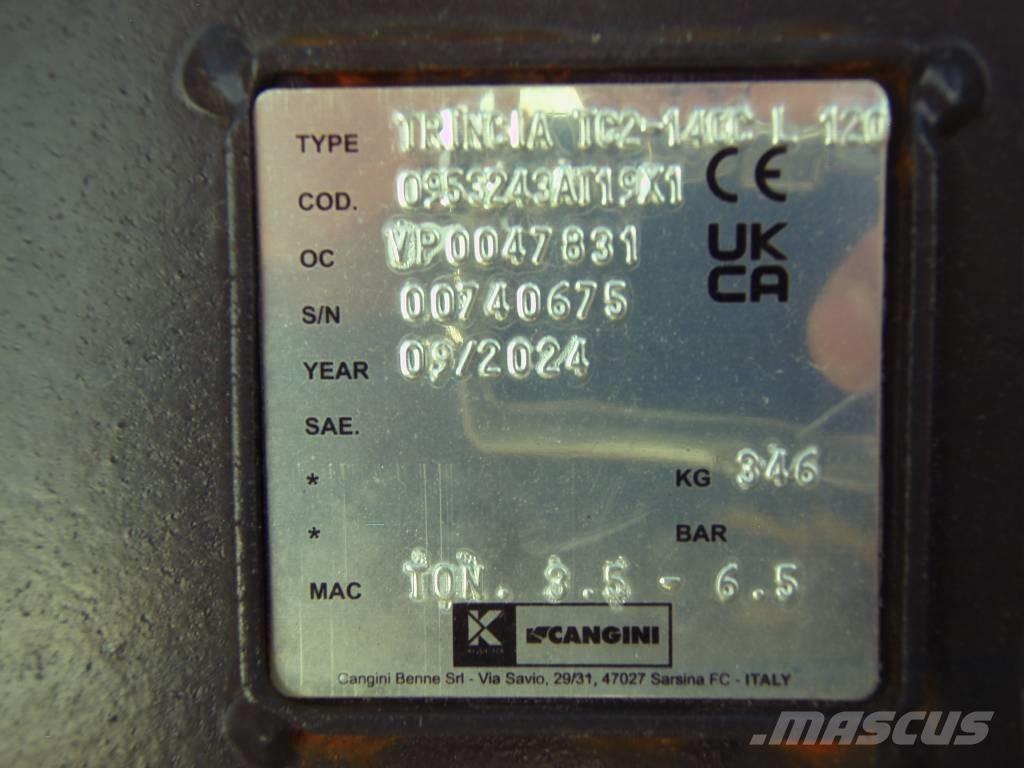 TYPE TRINCIA TC2-140C L 120
COD. 0953243AT19X1
CE
OC VP0047831
UK
CA
S/N 00740675
YEAR 09/2024
SAE.
* KG 346
* BAR
MAC TON. 3.5 - 6.5
K CANGINI
Cangini Benne Srl - Via Savio, 29/31, 47027 Sarsina FC - ITALY
MASCUS